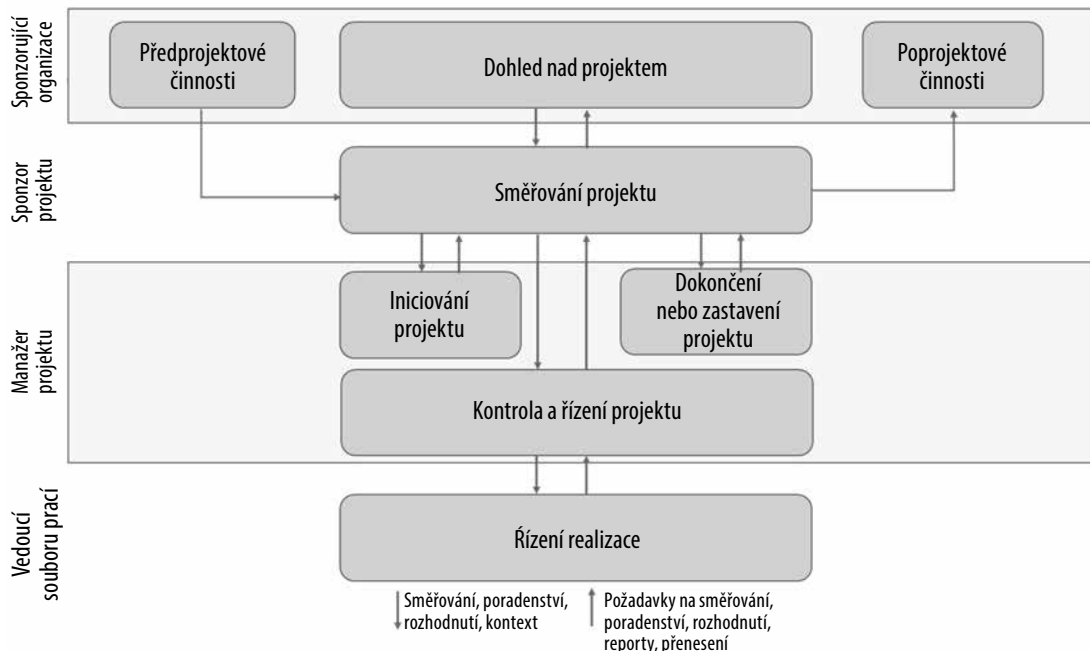 Sponzorující
organizace
Předprojektové
činnosti
Dohled nad projektem
Poprojektové
činnosti
Sponzor
projektu
Směřování projektu
Manažer
projektu
Iniciování
projektu
Dokončení
nebo zastavení
projektu
Kontrola a řízení projektu
Vedoucí
souboru prací
Řízení realizace
Směřování, poradenství,
rozhodnutí, kontext
Požadavky na směřování,
poradenství, rozhodnutí,
reporty, přenesení